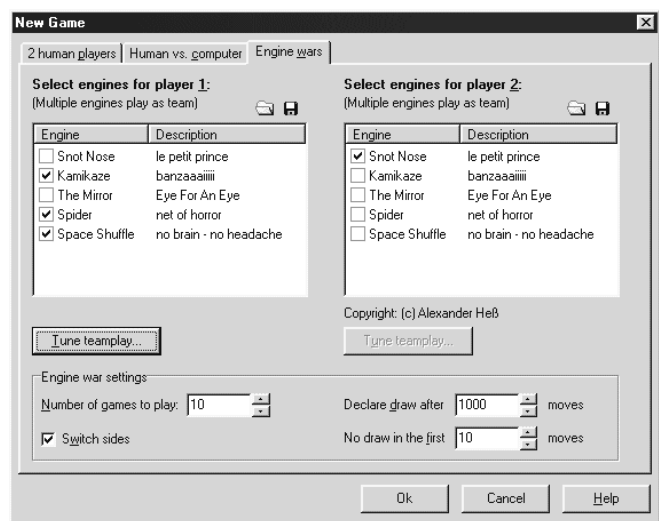 New Game
2 human players Human vs. computer Engine wars
Select engines for player 1:
(Multiple engines play as team)
Engine Description
Snot Nose le petit prince
Kamikaze banzaaaiiiii
The Mirror Eye For An Eye
Spider net of horror
Space Shuffle no brain - no headache
Tune teamplay...
Select engines for player 2:
(Multiple engines play as team)
Engine Description
Snot Nose le petit prince
Kamikaze banzaaaiiiii
The Mirror Eye For An Eye
Spider net of horror
Space Shuffle no brain - no headache
Copyright: (c) Alexander Heß
Tune teamplay...
Engine war settings
Number of games to play: 10
Switch sides
Declare draw after 1000 moves
No draw in the first 10 moves
Ok Cancel Help